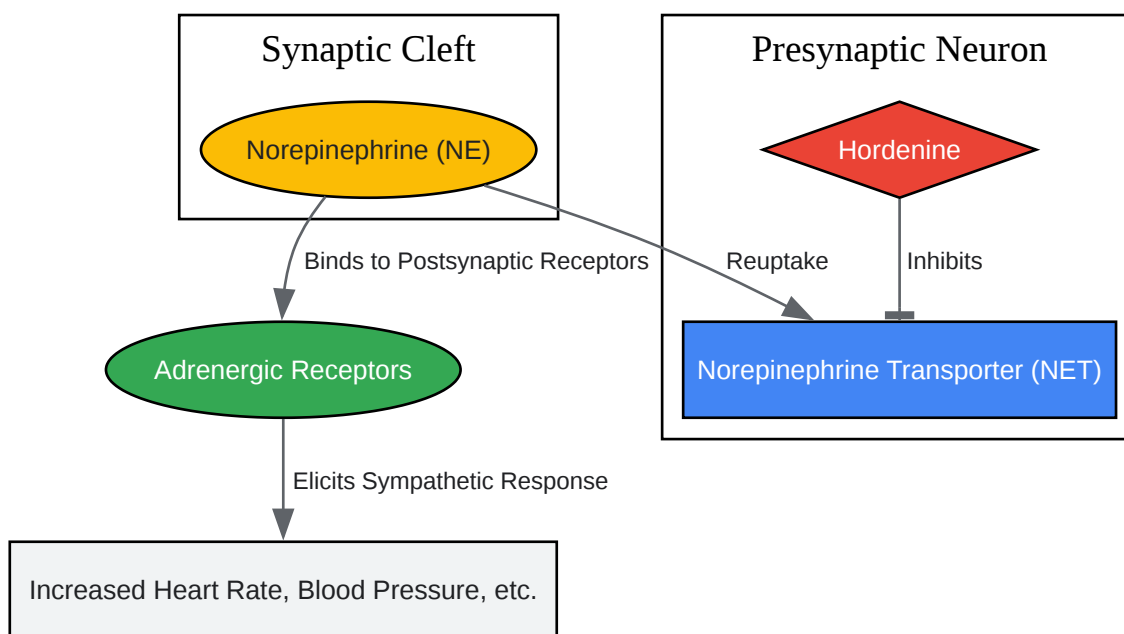 Synaptic Cleft
Presynaptic Neuron
Norepinephrine (NE)
Hordenine
Binds to Postsynaptic Receptors
Reuptake
Inhibits
Adrenergic Receptors
Norepinephrine Transporter (NET)
Elicits Sympathetic Response
Increased Heart Rate, Blood Pressure, etc.